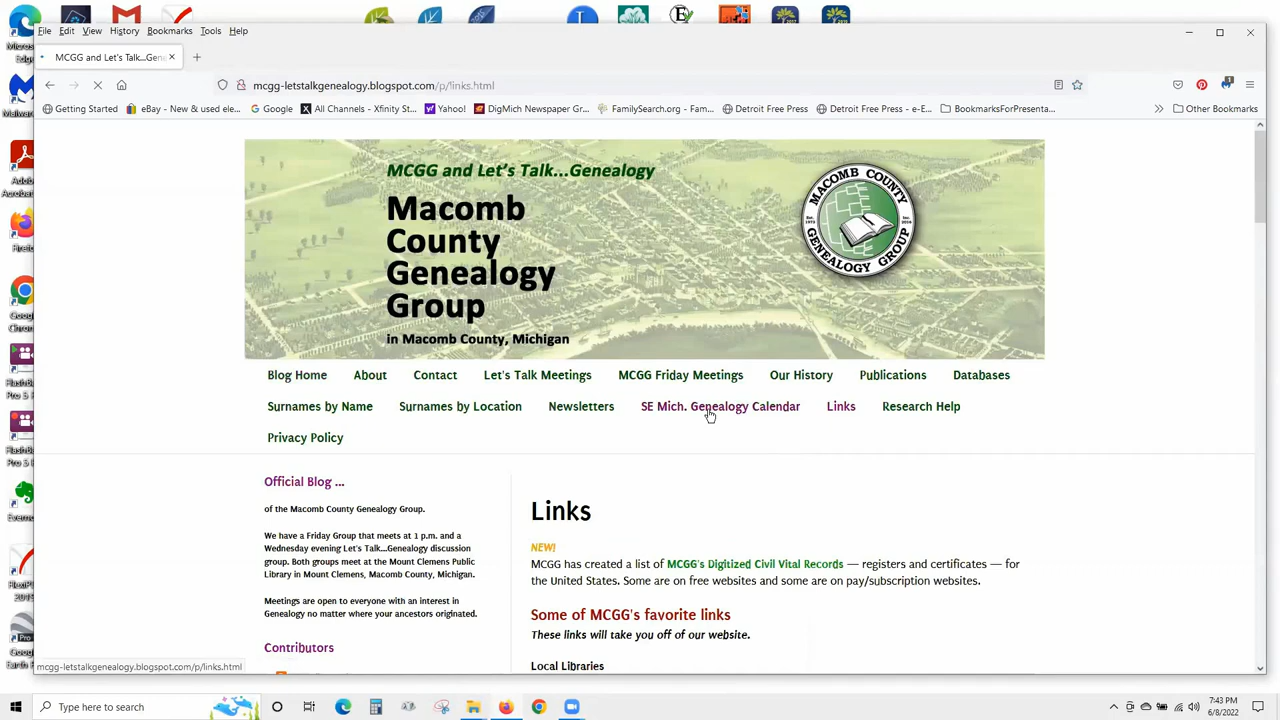 File Edit View History Bookmarks Tools Help
MCGG and Let's Talk...Gene
mcgg-letstalkgenealogy.blogspot.com/p/links.html
Getting Started eBay - New & used ele... Google All Channels - Xfinity St... Yahoo! DigMich Newspaper Gr... FamilySearch.org - Fam... Detroit Free Press Detroit Free Press - e-E... BookmarksForPresenta... Other Bookmarks
MCGG and Let's Talk...Genealogy
Macomb
County
Genealogy
Group
in Macomb County, Michigan
MACOMB COUNTY
GENEALOGY GROUP
Blog Home About Contact Let's Talk Meetings MCGG Friday Meetings Our History Publications Databases
Surnames by Name Surnames by Location Newsletters SE Mich. Genealogy Calendar Links Research Help
Privacy Policy
Official Blog ...
of the Macomb County Genealogy Group.
We have a Friday Group that meets at 1 p.m. and a
Wednesday evening Let's Talk...Genealogy discussion
group. Both groups meet at the Mount Clemens Public
Library in Mount Clemens, Macomb County, Michigan.
Meetings are open to everyone with an interest in
Genealogy no matter where your ancestors originated.
Contributors
Links
NEW!
MCGG has created a list of MCGG's Digitized Civil Vital Records — registers and certificates — for
the United States. Some are on free websites and some are on pay/subscription websites.
Some of MCGG's favorite links
These links will take you off of our website.
Local Libraries
mcgg-letstalkgenealogy.blogspot.com/p/links.html
Type here to search
7:43 PM
6/8/2022